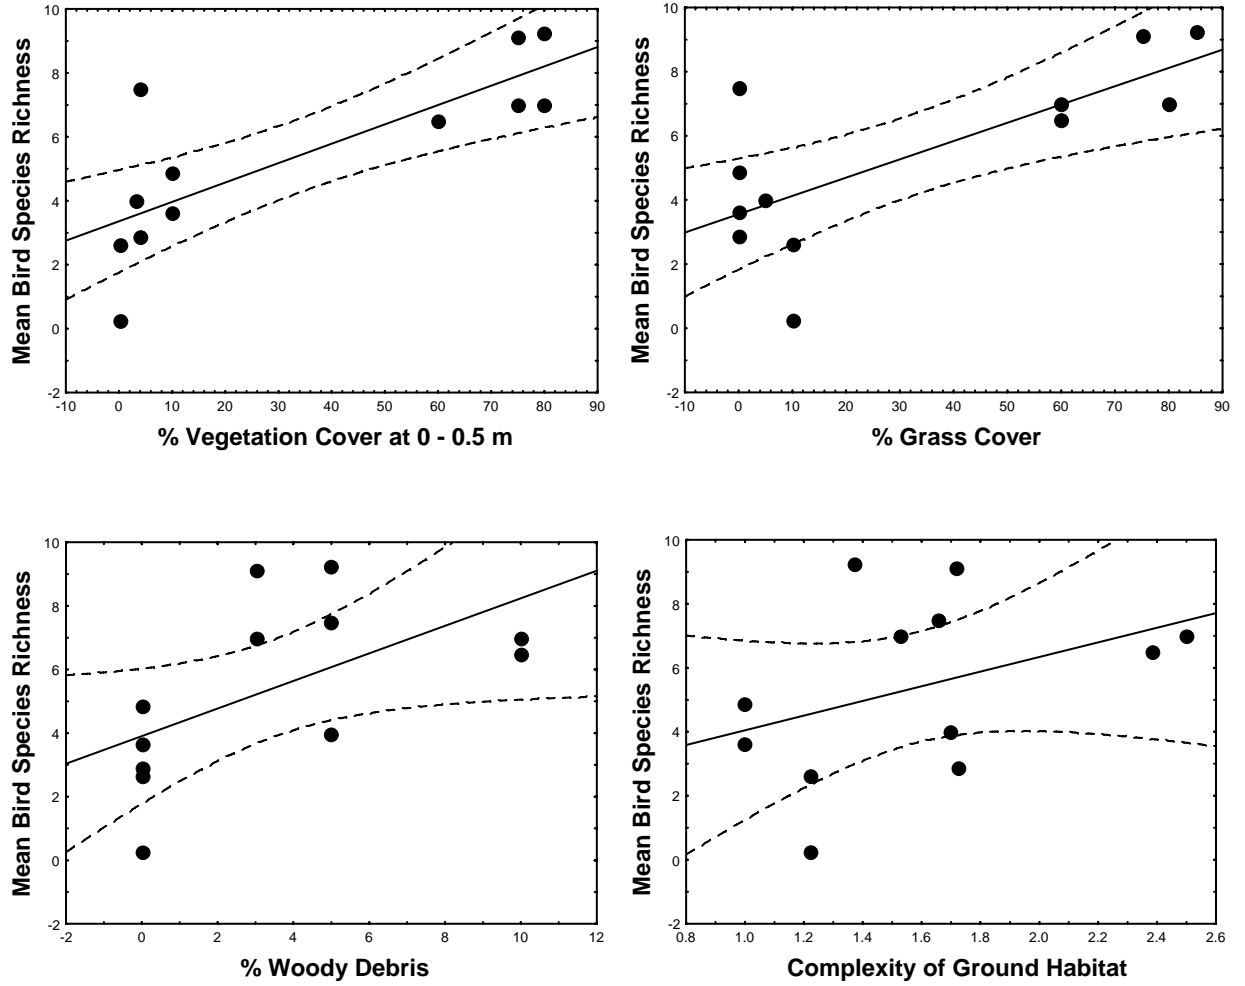 Mean Bird Species Richness
10
8
6
4
2
0
-2
-10 0 10 20 30 40 50 60 70 80 90
% Vegetation Cover at 0 - 0.5 m
Mean Bird Species Richness
10
8
6
4
2
0
-2
-10 0 10 20 30 40 50 60 70 80 90
% Grass Cover
Mean Bird Species Richness
10
8
6
4
2
0
-2
-2 0 2 4 6 8 10 12
% Woody Debris
Mean Bird Species Richness
10
8
6
4
2
0
-2
0.8 1.0 1.2 1.4 1.6 1.8 2.0 2.2 2.4 2.6
Complexity of Ground Habitat